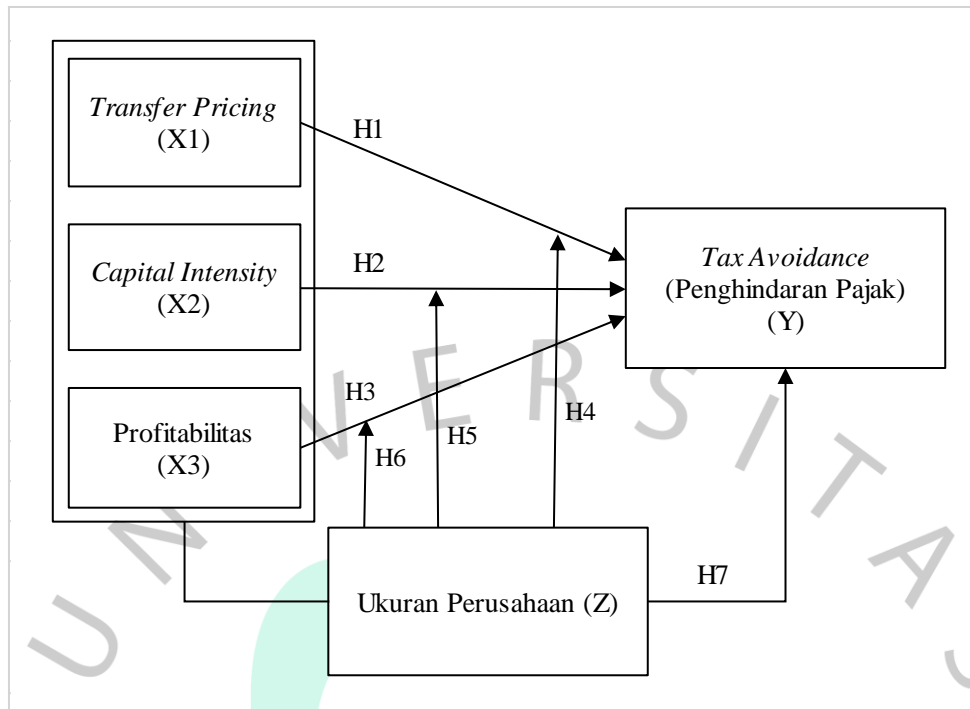 Transfer Pricing
(X1)
H1
Capital Intensity
(X2)
H2
Tax Avoidance
(Penghindaran Pajak)
(Y)
Profitabilitas
(X3)
H3
H4
H5
H6
Ukuran Perusahaan (Z)
H7
UNIVERSITAS